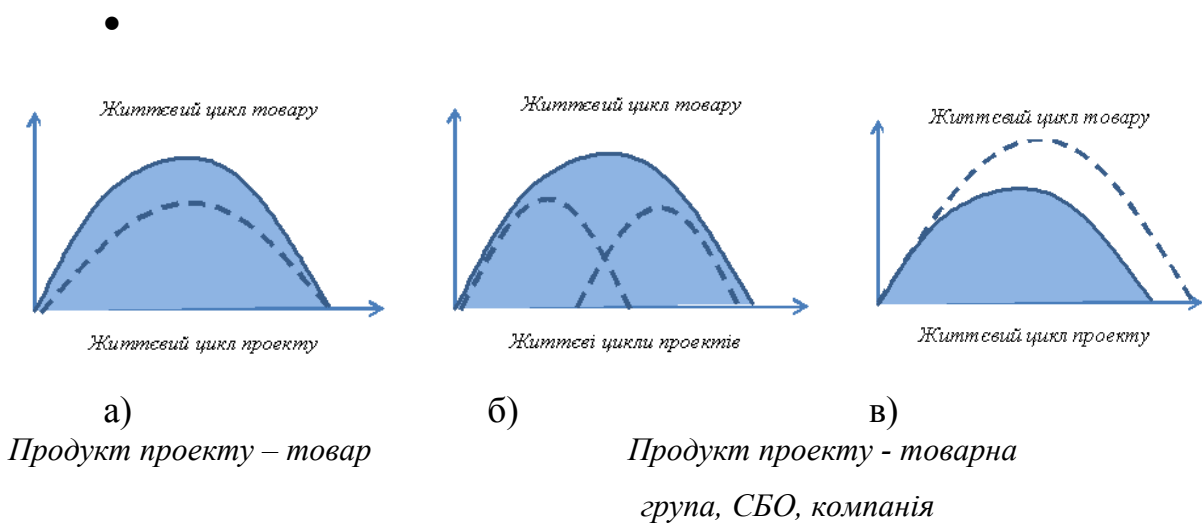 •
Життєвий цикл товару
Життєвий цикл товару
Життєвий цикл товару
Життєвий цикл проекту
Життєві цикли проектів
Життєвий цикл проекту
а) б) в)
Продукт проекту – товар
Продукт проекту - товарна
група, СБО, компанія